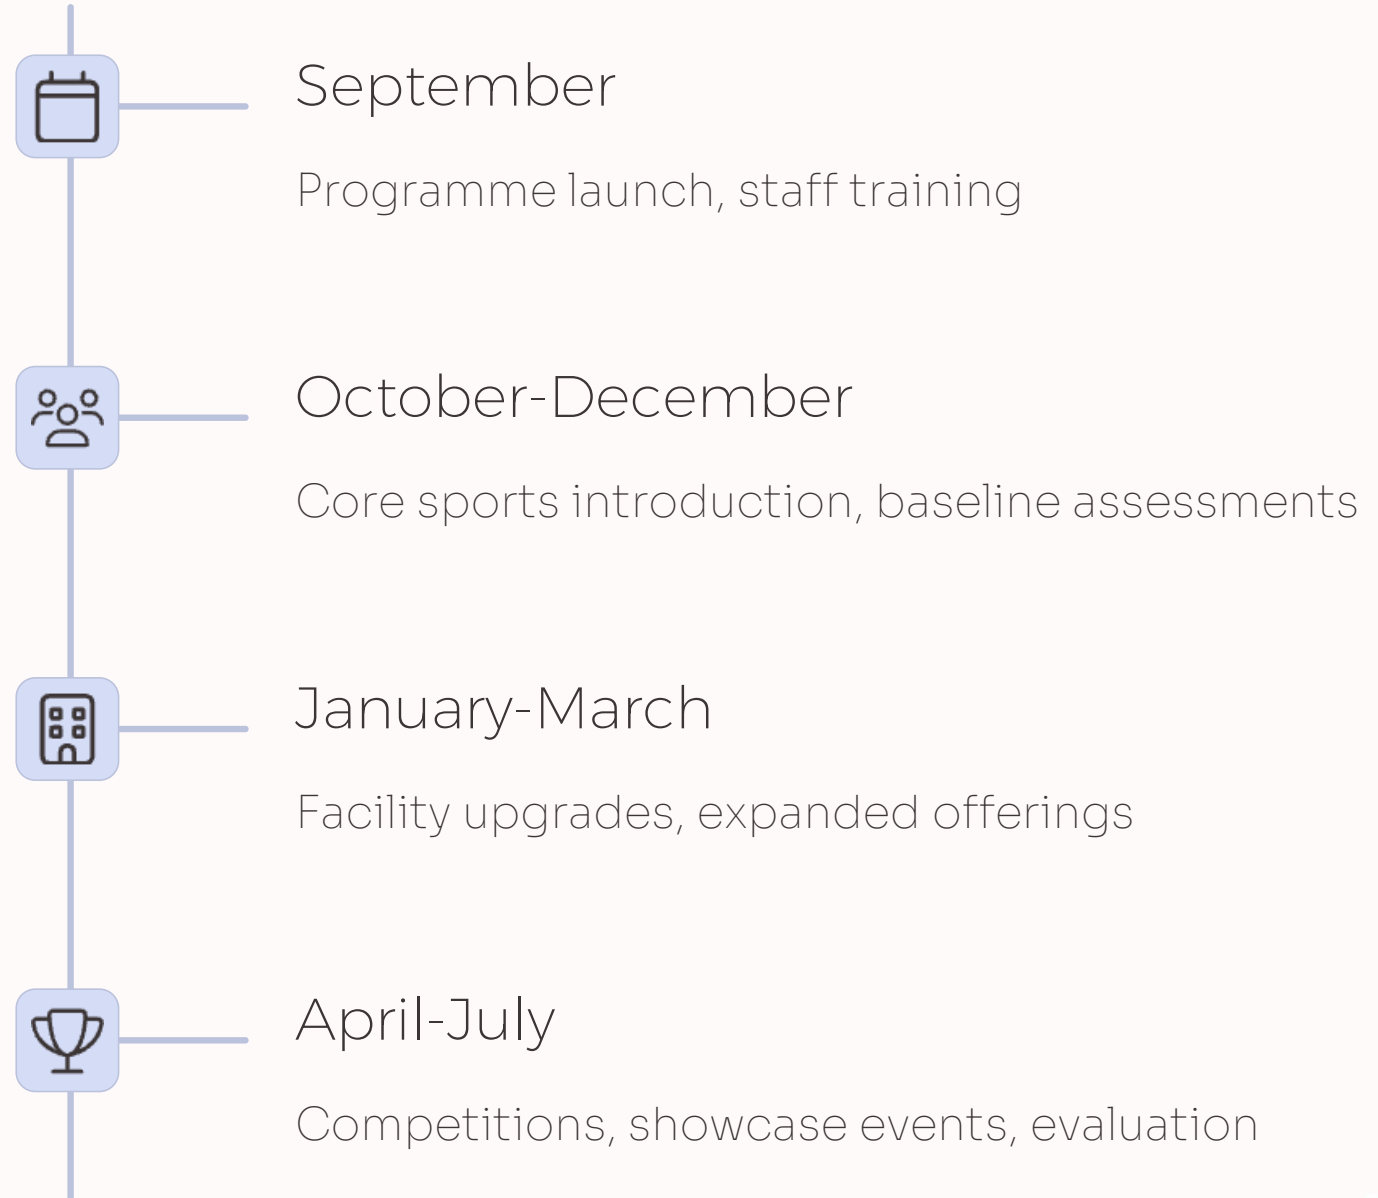 September
Programme launch, staff training
October-December
Core sports introduction, baseline assessments
January-March
Facility upgrades, expanded offerings
April-July
Competitions, showcase events, evaluation